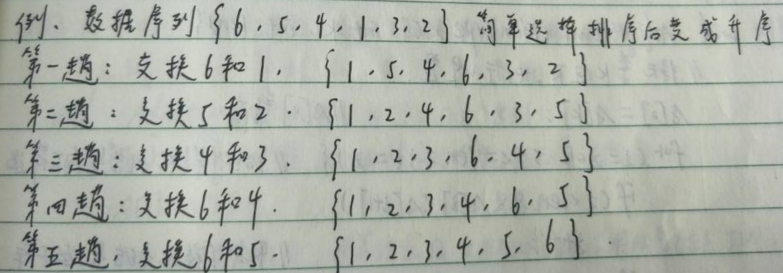 例、数据序列{6,5,4,1,3,2}简单选择排序后变成升序
第一趟：交换6和1.  {1,5,4,6,3,2}
第二趟：交换5和2.  {1,2,4,6,3,5}
第三趟：交换4和3.  {1,2,3,6,4,5}
第四趟：交换6和4.  {1,2,3,4,6,5}
第五趟，交换6和5.  {1,2,3,4,5,6}.